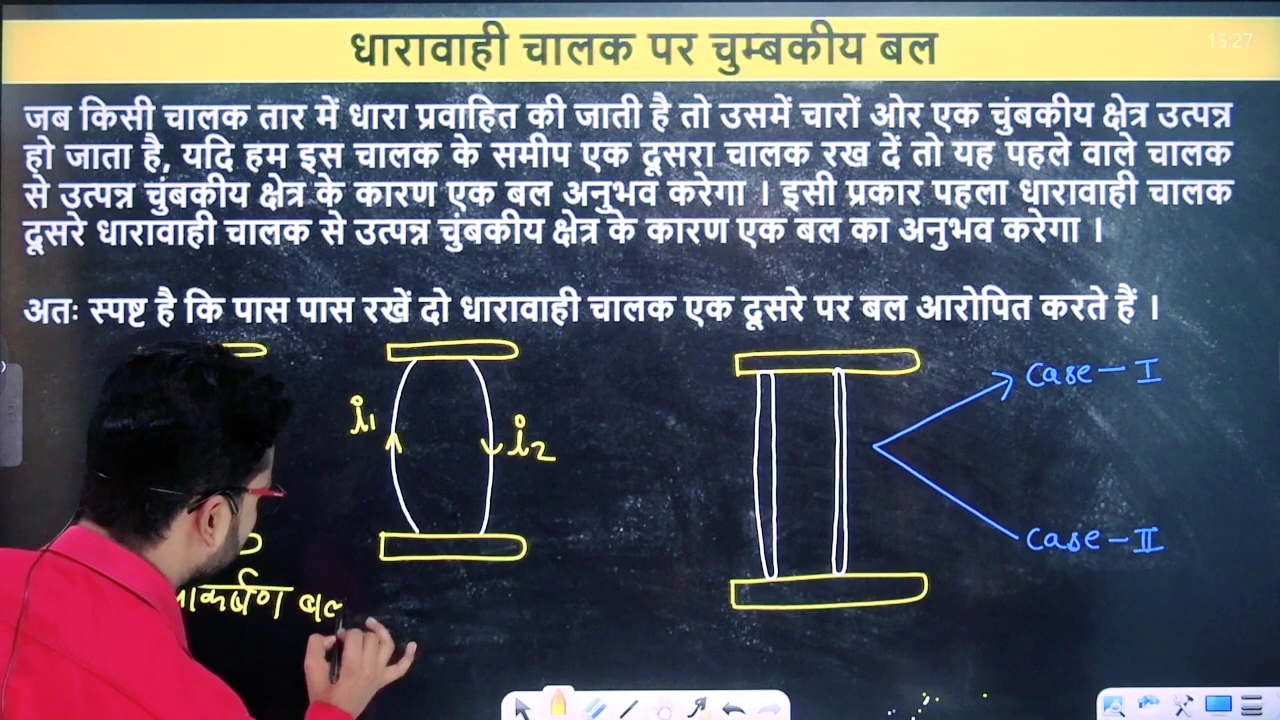 धारावाही चालक पर चुम्बकीय बल
15:27
जब किसी चालक तार में धारा प्रवाहित की जाती है तो उसमें चारों ओर एक चुंबकीय क्षेत्र उत्पन्न
हो जाता है, यदि हम इस चालक के समीप एक दूसरा चालक रख दें तो यह पहले वाले चालक
से उत्पन्न चुंबकीय क्षेत्र के कारण एक बल अनुभव करेगा । इसी प्रकार पहला धारावाही चालक
दूसरे धारावाही चालक से उत्पन्न चुंबकीय क्षेत्र के कारण एक बल का अनुभव करेगा ।
अतः स्पष्ट है कि पास पास रखें दो धारावाही चालक एक दूसरे पर बल आरोपित करते हैं ।
Case-I
i1
i2
Case-II